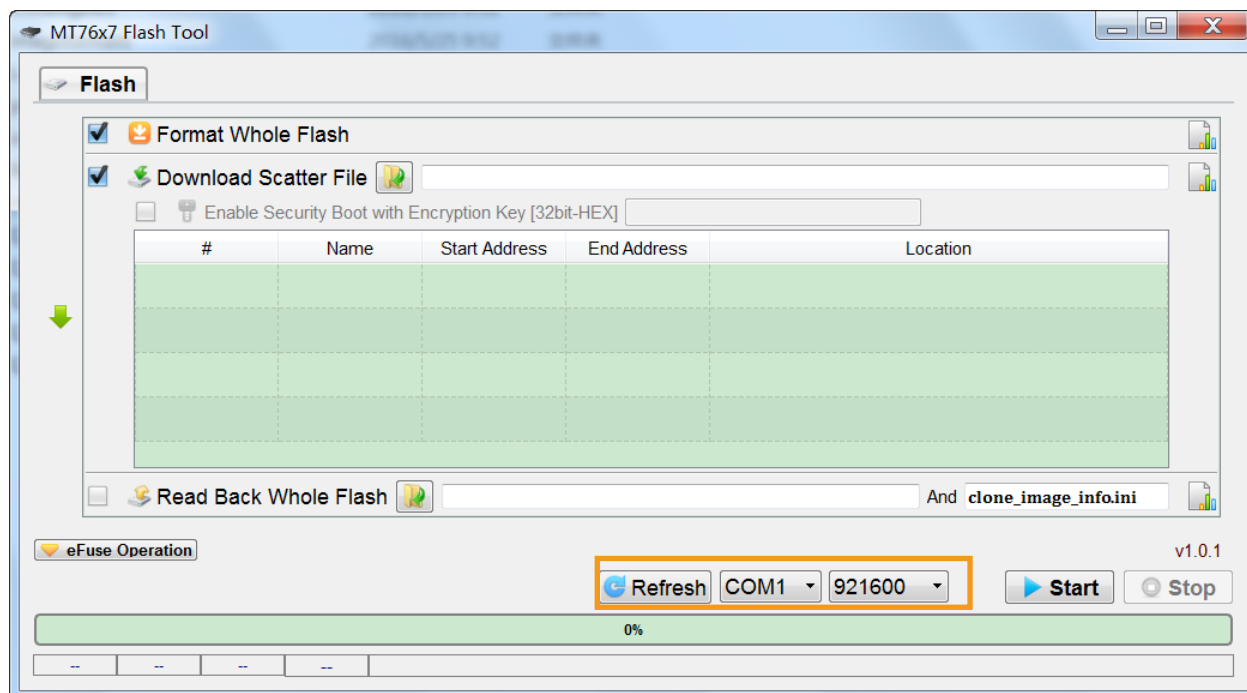 MT76x7 Flash Tool
Flash
Format Whole Flash
Download Scatter File
Enable Security Boot with Encryption Key [32bit-HEX]
# Name Start Address End Address Location
Read Back Whole Flash And clone_image_info.ini
eFuse Operation v1.0.1
Refresh COM1 921600 Start Stop
0%
-- -- -- --